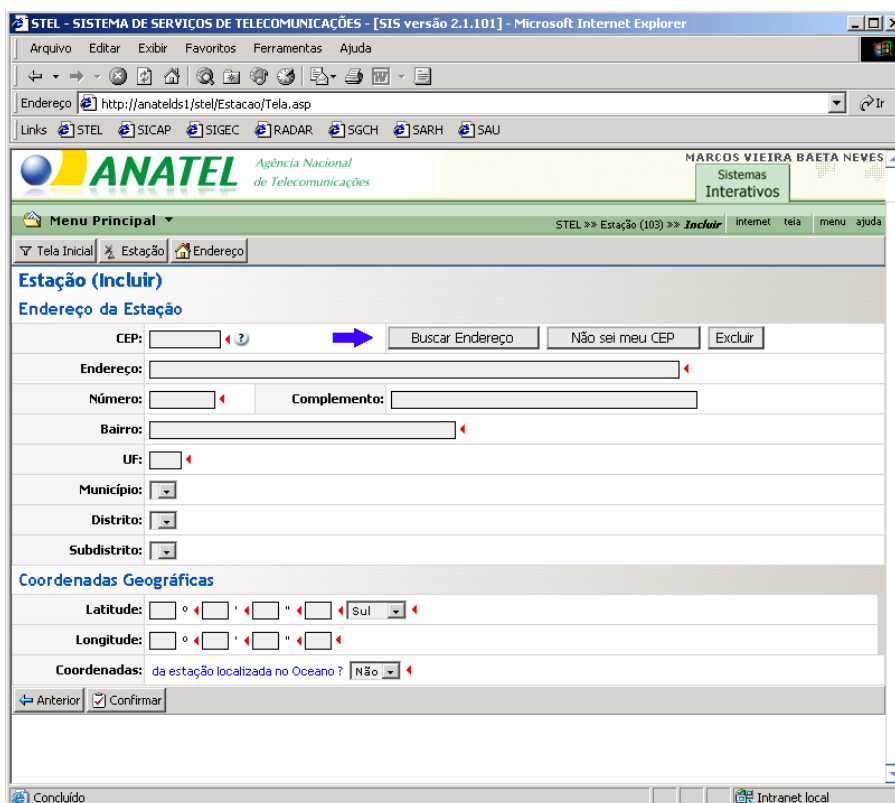 STEL - SISTEMA DE SERVIÇOS DE TELECOMUNICAÇÕES - [SIS versão 2.1.101] - Microsoft Internet Explorer
Arquivo Editar Exibir Favoritos Ferramentas Ajuda
Endereço http://anatelds1/stel/Estacao/Tela.asp Ir
Links STEL SICAP SIGEC RADAR SGCH SARH SAU
MARCOS VIEIRA BAETA NEVES
ANATEL Agência Nacional
de Telecomunicações
Sistemas
Interativos
Menu Principal STEL »» Estação (103) »» Incluir internet teia menu ajuda
Tela Inicial Estação Endereço
Estação (Incluir)
Endereço da Estação
CEP: ? Buscar Endereço Não sei meu CEP Excluir
Endereço:
Número: Complemento:
Bairro:
UF:
Município:
Distrito:
Subdistrito:
Coordenadas Geográficas
Latitude: º ' " Sul
Longitude: º ' "
Coordenadas: da estação localizada no Oceano ? Não
Anterior Confirmar
Concluído Intranet local